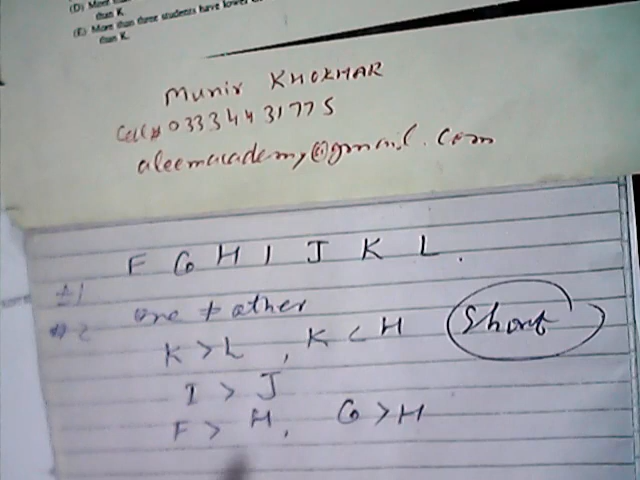 (D) More
than K.
(E) More than three students have lower
than K.
Munir KHOKHAR
Cell# 03334431775
aleemacademy@gmail.com
F G H I J K L.
#1
#2 one ≠ other
K > L, K < H Short
I > J
F > H, G > H